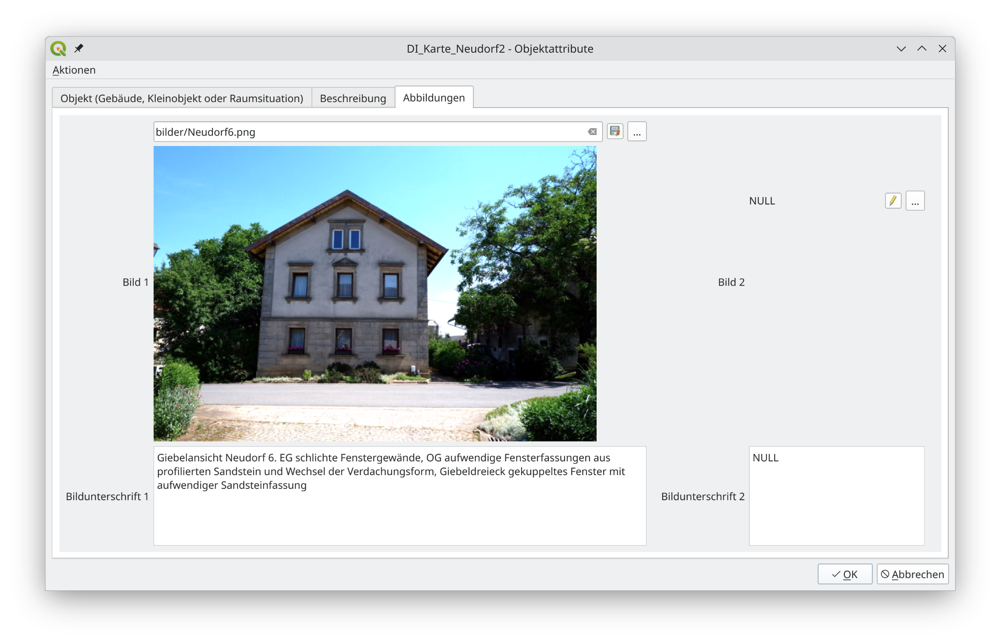 DI_Karte_Neudorf2 - Objektattribute
Aktionen
Objekt (Gebäude, Kleinobjekt oder Raumsituation)
Beschreibung
Abbildungen
bilder/Neudorf6.png
...
NULL
...
Bild 1
Bild 2
Bildunterschrift 1
Giebelansicht Neudorf 6. EG schlichte Fenstergewände, OG aufwendige Fensterfassungen aus
profilierten Sandstein und Wechsel der Verdachungsform, Giebeldreieck gekuppeltes Fenster mit
aufwendiger Sandsteinfassung
Bildunterschrift 2
NULL
OK
Abbrechen